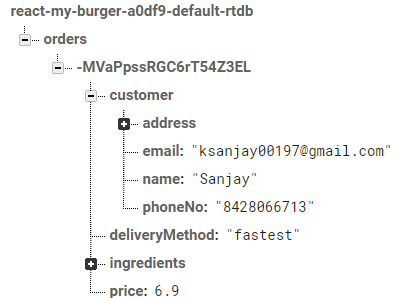 react-my-burger-a0df9-default-rtdb
orders
-MVaPpssRGC6rT54Z3EL
customer
address
email: "ksanjay00197@gmail.com"
name: "Sanjay"
phoneNo: "8428066713"
deliveryMethod: "fastest"
ingredients
price: 6.9